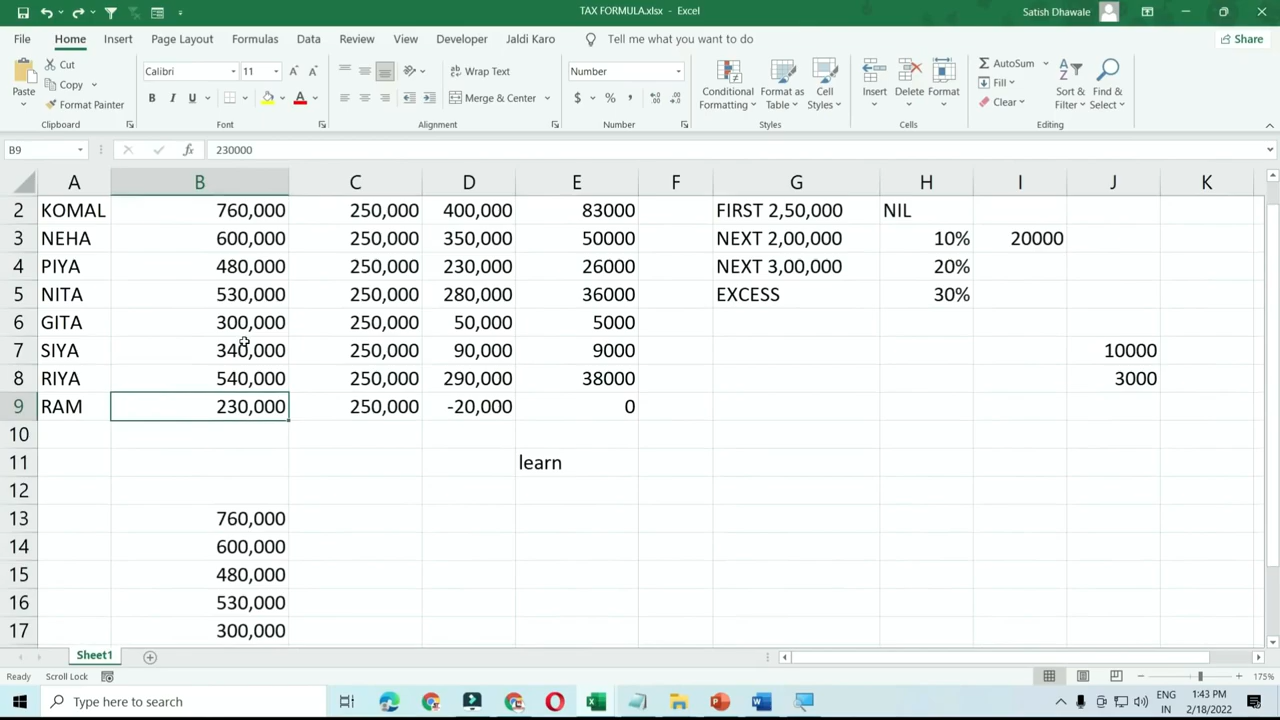 TAX FORMULA.xlsx - Excel
Satish Dhawale
File Home Insert Page Layout Formulas Data Review View Developer Jaldi Karo Tell me what you want to do Share
Paste
Cut
Copy
Format Painter
Clipboard
Calibri 11
B I U
Font
Wrap Text
Merge & Center
Alignment
Number
Number
Conditional Formatting
Format as Table
Cell Styles
Styles
Insert
Delete
Format
Cells
AutoSum
Fill
Clear
Sort & Filter
Find & Select
Editing
B9 fx 230000
A B C D E F G H I J K
2 KOMAL 760,000 250,000 400,000 83000 FIRST 2,50,000 NIL
3 NEHA 600,000 250,000 350,000 50000 NEXT 2,00,000 10% 20000
4 PIYA 480,000 250,000 230,000 26000 NEXT 3,00,000 20%
5 NITA 530,000 250,000 280,000 36000 EXCESS 30%
6 GITA 300,000 250,000 50,000 5000
7 SIYA 340,000 250,000 90,000 9000 10000
8 RIYA 540,000 250,000 290,000 38000 3000
9 RAM 230,000 250,000 -20,000 0
10
11 learn
12
13 760,000
14 600,000
15 480,000
16 530,000
17 300,000
Sheet1
Ready Scroll Lock 175%
Type here to search
ENG
IN
1:43 PM
2/18/2022